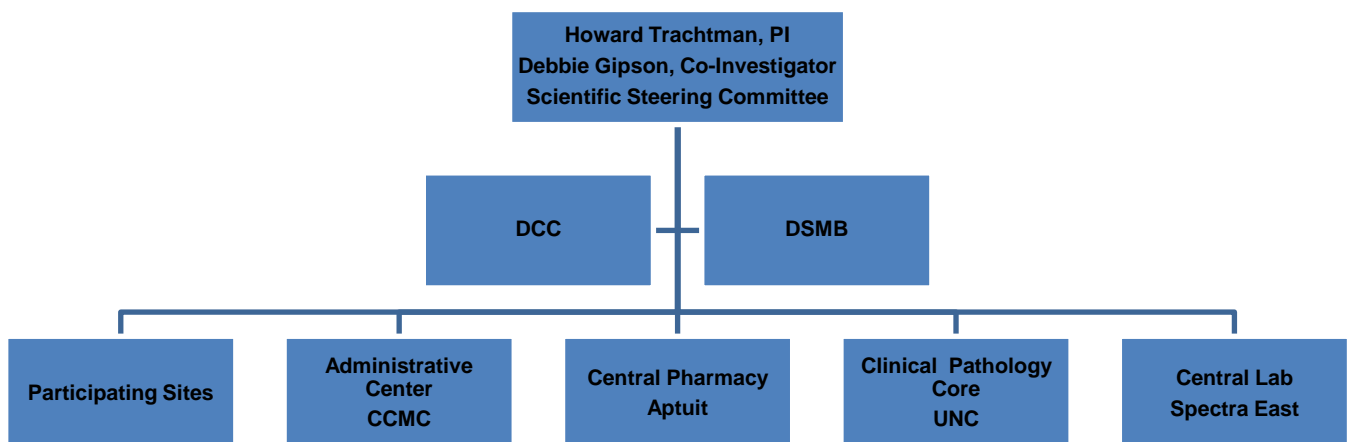 Howard Trachtman, PI
Debbie Gipson, Co-Investigator
Scientific Steering Committee
DCC
DSMB
Participating Sites
Administrative
Center
CCMC
Central Pharmacy
Aptuit
Clinical Pathology
Core
UNC
Central Lab
Spectra East